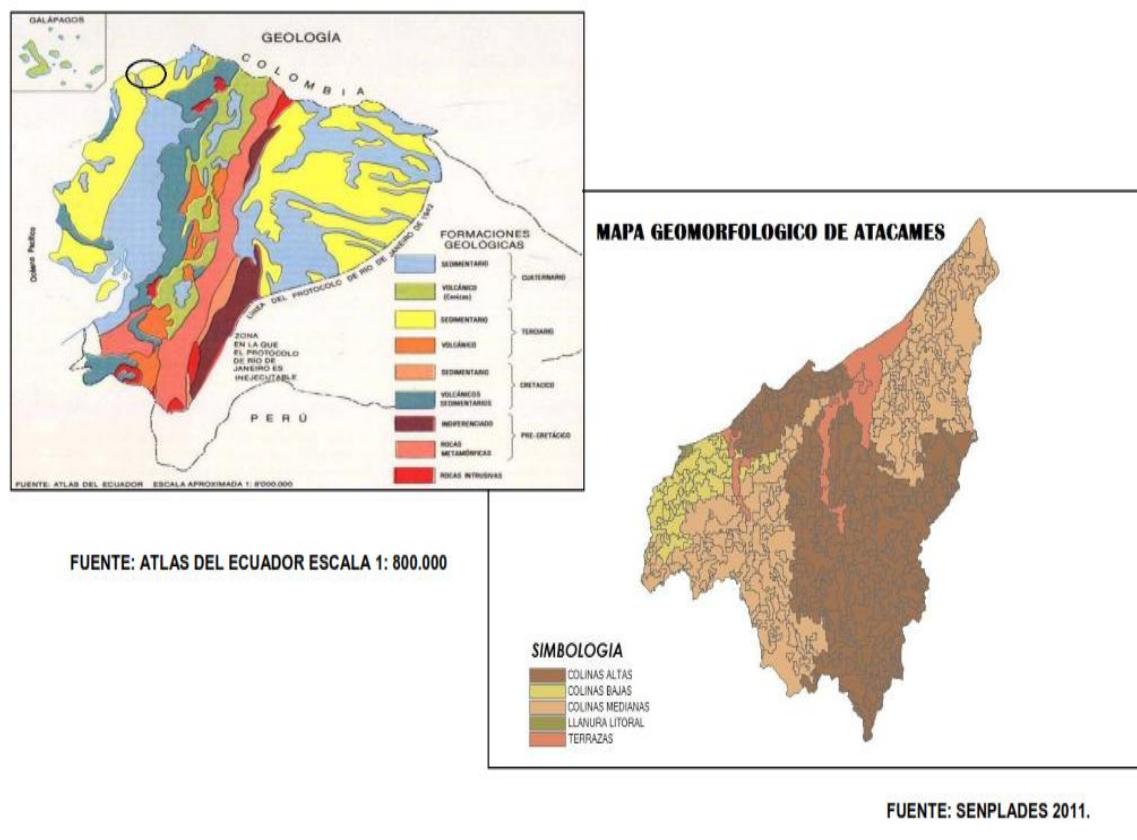 GALÁPAGOS
GEOLOGÍA
COLOMBIA
Océano Pacífico
LINEA DEL PROTOCOLO DE RIO DE JANEIRO DE 1942
ZONA
EN LA QUE
EL PROTOCOLO
DE RÍO DE
JANEIRO ES
INEJECUTABLE
PERÚ
FORMACIONES
GEOLÓGICAS
SEDIMENTARIO
VOLCÁNICO
(Cenizas)
CUATERNARIO
SEDIMENTARIO
VOLCÁNICO
TERCIARIO
SEDIMENTARIO
VOLCÁNICOS
SEDIMENTARIOS
CRETACICO
INDIFERENCIADO
ROCAS
METAMÓRFICAS
PRE-CRETÁCICO
ROCAS INTRUSIVAS
FUENTE: ATLAS DEL ECUADOR ESCALA APROXIMADA 1: 8'000.000
FUENTE: ATLAS DEL ECUADOR ESCALA 1: 800.000
MAPA GEOMORFOLOGICO DE ATACAMES
SIMBOLOGIA
COLINAS ALTAS
COLINAS BAJAS
COLINAS MEDIANAS
LLANURA LITORAL
TERRAZAS
FUENTE: SENPLADES 2011.